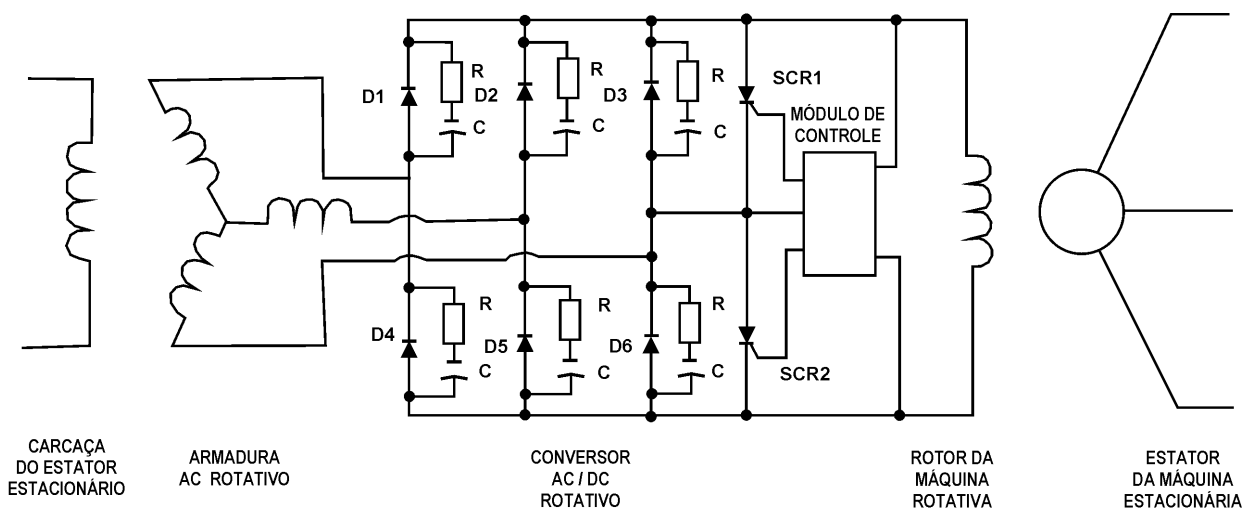 D1
R
D2
C
R
D3
C
R
C
SCR1
MÓDULO DE
CONTROLE
D4
R
C
D5
R
C
D6
R
C
SCR2
CARCAÇA
DO ESTATOR
ESTACIONÁRIO
ARMADURA
AC ROTATIVO
CONVERSOR
AC / DC
ROTATIVO
ROTOR DA
MÁQUINA
ROTATIVA
ESTATOR
DA MÁQUINA
ESTACIONÁRIA